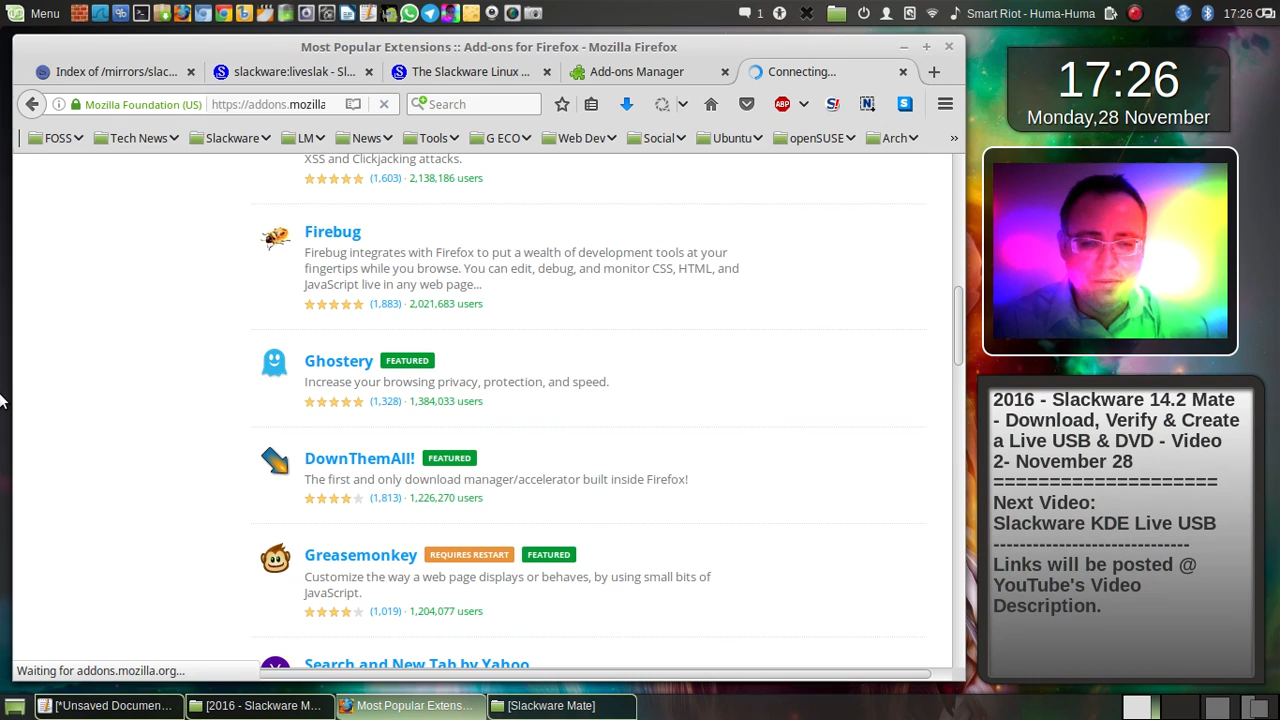 Menu
1
Smart Riot - Huma-Huma
17:26
Most Popular Extensions :: Add-ons for Firefox - Mozilla Firefox
Index of /mirrors/slac...
slackware:liveslak - Sl...
The Slackware Linux ...
Add-ons Manager
Connecting...
Mozilla Foundation (US)
https://addons.mozilla
Search
ABP
FOSS
Tech News
Slackware
LM
News
Tools
G ECO
Web Dev
Social
Ubuntu
openSUSE
Arch
»
XSS and Clickjacking attacks.
(1,603) · 2,138,186 users
Firebug
Firebug integrates with Firefox to put a wealth of development tools at your
fingertips while you browse. You can edit, debug, and monitor CSS, HTML, and
JavaScript live in any web page...
(1,883) · 2,021,683 users
Ghostery FEATURED
Increase your browsing privacy, protection, and speed.
(1,328) · 1,384,033 users
DownThemAll! FEATURED
The first and only download manager/accelerator built inside Firefox!
(1,813) · 1,226,270 users
Greasemonkey REQUIRES RESTART FEATURED
Customize the way a web page displays or behaves, by using small bits of
JavaScript.
(1,019) · 1,204,077 users
Search and New Tab by Yahoo
Waiting for addons.mozilla.org...
17:26
Monday,28 November
2016 - Slackware 14.2 Mate
- Download, Verify & Create
a Live USB & DVD - Video
2- November 28
====================
Next Video:
Slackware KDE Live USB
------------------------------
Links will be posted @
YouTube's Video
Description.
[*Unsaved Documen...
[2016 - Slackware M...
Most Popular Extens...
[Slackware Mate]